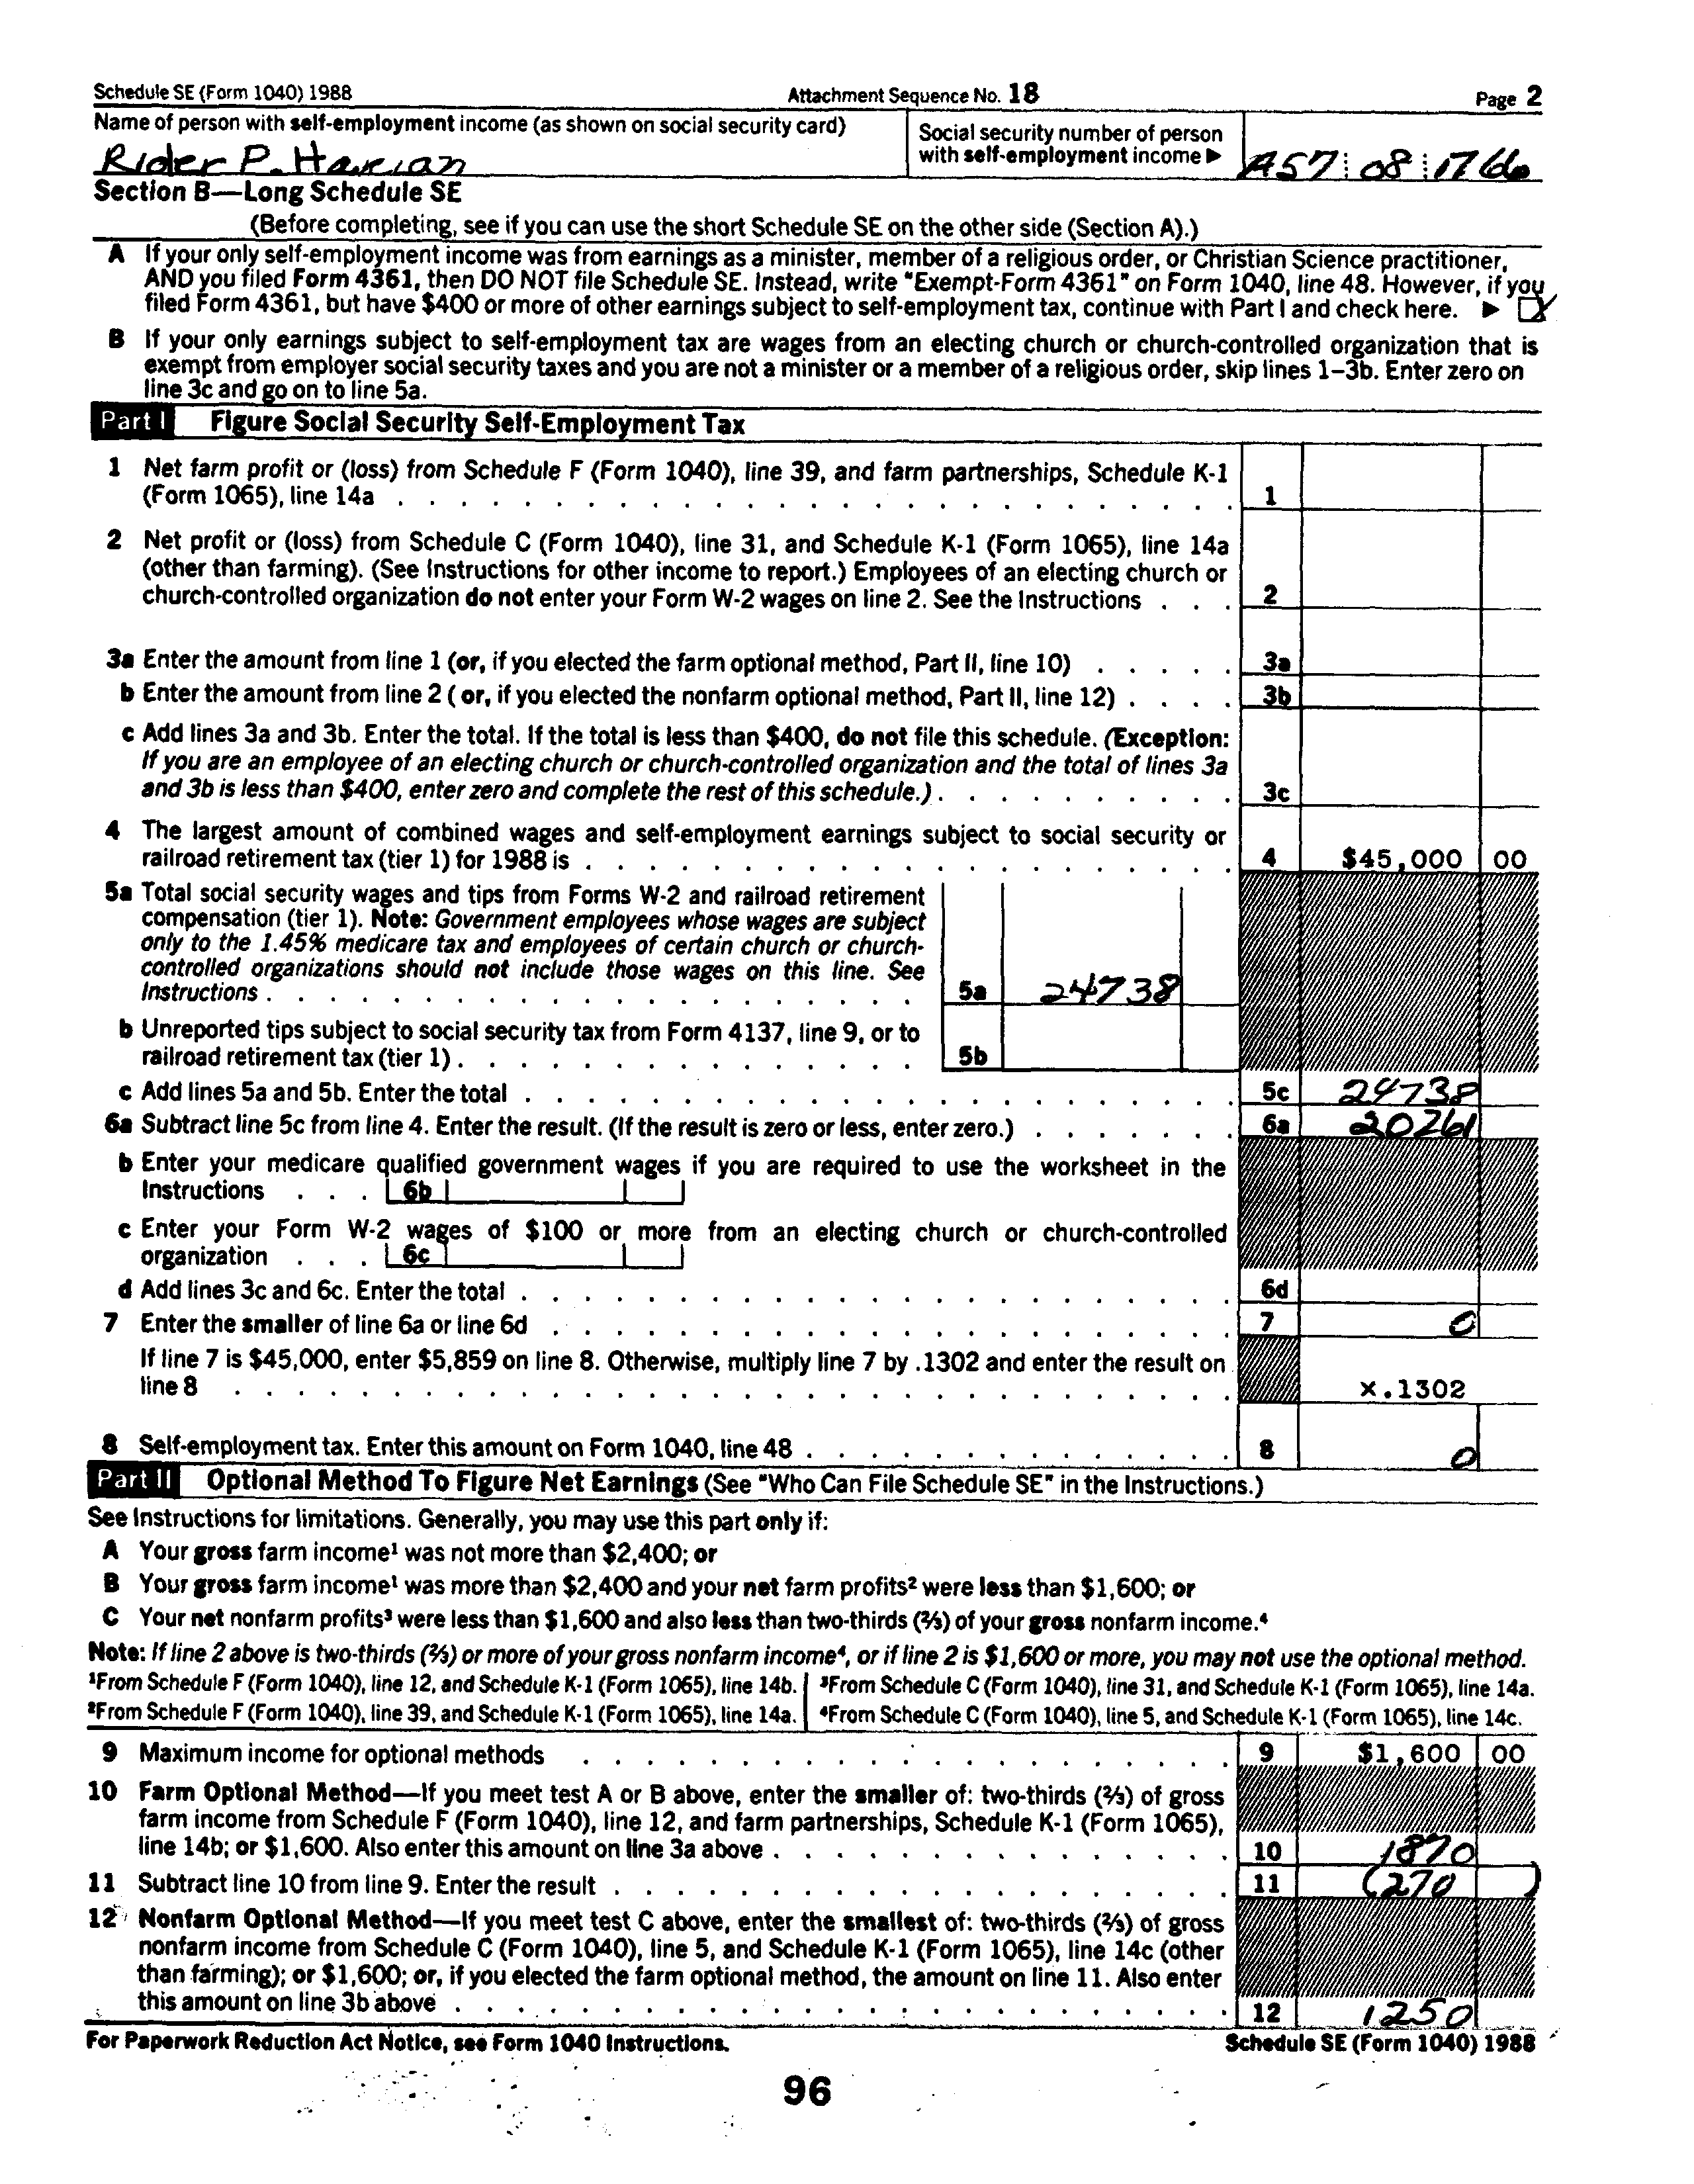 Schedule SE (Form 1040) 1988 Attachment Sequence No. 18 Page 2
Name of person with self-employment income (as shown on social security card)
Rider P. Harian
Social security number of person
with self-employment income ▶ A57 08 1766
Section B—Long Schedule SE
(Before completing, see if you can use the short Schedule SE on the other side (Section A).)
A If your only self-employment income was from earnings as a minister, member of a religious order, or Christian Science practitioner,
AND you filed Form 4361, then DO NOT file Schedule SE. Instead, write "Exempt-Form 4361" on Form 1040, line 48. However, if you
filed Form 4361, but have $400 or more of other earnings subject to self-employment tax, continue with Part I and check here. ▶ ☒
B If your only earnings subject to self-employment tax are wages from an electing church or church-controlled organization that is
exempt from employer social security taxes and you are not a minister or a member of a religious order, skip lines 1–3b. Enter zero on
line 3c and go on to line 5a.
Part I Figure Social Security Self-Employment Tax
1 Net farm profit or (loss) from Schedule F (Form 1040), line 39, and farm partnerships, Schedule K-1
(Form 1065), line 14a . . . 1
2 Net profit or (loss) from Schedule C (Form 1040), line 31, and Schedule K-1 (Form 1065), line 14a
(other than farming). (See Instructions for other income to report.) Employees of an electing church or
church-controlled organization do not enter your Form W-2 wages on line 2. See the Instructions . . . 2
3a Enter the amount from line 1 (or, if you elected the farm optional method, Part II, line 10) . . . 3a
b Enter the amount from line 2 ( or, if you elected the nonfarm optional method, Part II, line 12) . . . 3b
c Add lines 3a and 3b. Enter the total. If the total is less than $400, do not file this schedule. (Exception:
If you are an employee of an electing church or church-controlled organization and the total of lines 3a
and 3b is less than $400, enter zero and complete the rest of this schedule.) . . . 3c
4 The largest amount of combined wages and self-employment earnings subject to social security or
railroad retirement tax (tier 1) for 1988 is . . . 4 $45,000 00
5a Total social security wages and tips from Forms W-2 and railroad retirement
compensation (tier 1). Note: Government employees whose wages are subject
only to the 1.45% medicare tax and employees of certain church or church-
controlled organizations should not include those wages on this line. See
Instructions . . . 5a 24738
b Unreported tips subject to social security tax from Form 4137, line 9, or to
railroad retirement tax (tier 1) . . . 5b
c Add lines 5a and 5b. Enter the total . . . 5c 24738
6a Subtract line 5c from line 4. Enter the result. (If the result is zero or less, enter zero.) . . . 6a 20261
b Enter your medicare qualified government wages if you are required to use the worksheet in the
Instructions . . . 6b
c Enter your Form W-2 wages of $100 or more from an electing church or church-controlled
organization . . . 6c
d Add lines 3c and 6c. Enter the total . . . 6d
7 Enter the smaller of line 6a or line 6d . . . 7 0
If line 7 is $45,000, enter $5,859 on line 8. Otherwise, multiply line 7 by .1302 and enter the result on
line 8 . . . x.1302
8 Self-employment tax. Enter this amount on Form 1040, line 48 . . . 8 0
Part II Optional Method To Figure Net Earnings (See "Who Can File Schedule SE" in the Instructions.)
See Instructions for limitations. Generally, you may use this part only if:
A Your gross farm income¹ was not more than $2,400; or
B Your gross farm income¹ was more than $2,400 and your net farm profits² were less than $1,600; or
C Your net nonfarm profits³ were less than $1,600 and also less than two-thirds (⅔) of your gross nonfarm income.⁴
Note: If line 2 above is two-thirds (⅔) or more of your gross nonfarm income⁴, or if line 2 is $1,600 or more, you may not use the optional method.
¹From Schedule F (Form 1040), line 12, and Schedule K-1 (Form 1065), line 14b. ³From Schedule C (Form 1040), line 31, and Schedule K-1 (Form 1065), line 14a.
²From Schedule F (Form 1040), line 39, and Schedule K-1 (Form 1065), line 14a. ⁴From Schedule C (Form 1040), line 5, and Schedule K-1 (Form 1065), line 14c.
9 Maximum income for optional methods . . . 9 $1,600 00
10 Farm Optional Method—If you meet test A or B above, enter the smaller of: two-thirds (⅔) of gross
farm income from Schedule F (Form 1040), line 12, and farm partnerships, Schedule K-1 (Form 1065),
line 14b; or $1,600. Also enter this amount on line 3a above . . . 10 1870
11 Subtract line 10 from line 9. Enter the result . . . 11 (270 )
12 Nonfarm Optional Method—If you meet test C above, enter the smallest of: two-thirds (⅔) of gross
nonfarm income from Schedule C (Form 1040), line 5, and Schedule K-1 (Form 1065), line 14c (other
than farming); or $1,600; or, if you elected the farm optional method, the amount on line 11. Also enter
this amount on line 3b above . . . 12 1250
For Paperwork Reduction Act Notice, see Form 1040 Instructions. Schedule SE (Form 1040) 1988
96